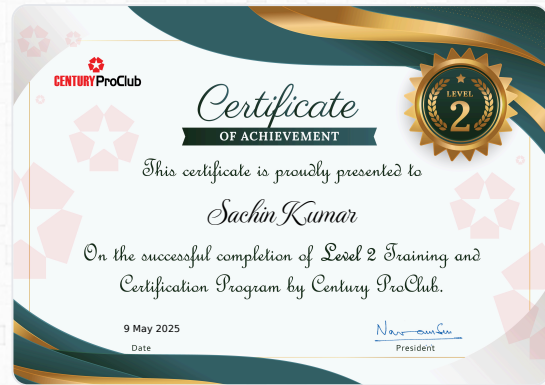 CENTURY ProClub
LEVEL
2
Certificate
OF ACHIEVEMENT
This certificate is proudly presented to
Sachin Kumar
On the successful completion of Level 2 Training and
Certification Program by Century ProClub.
9 May 2025
Date
President